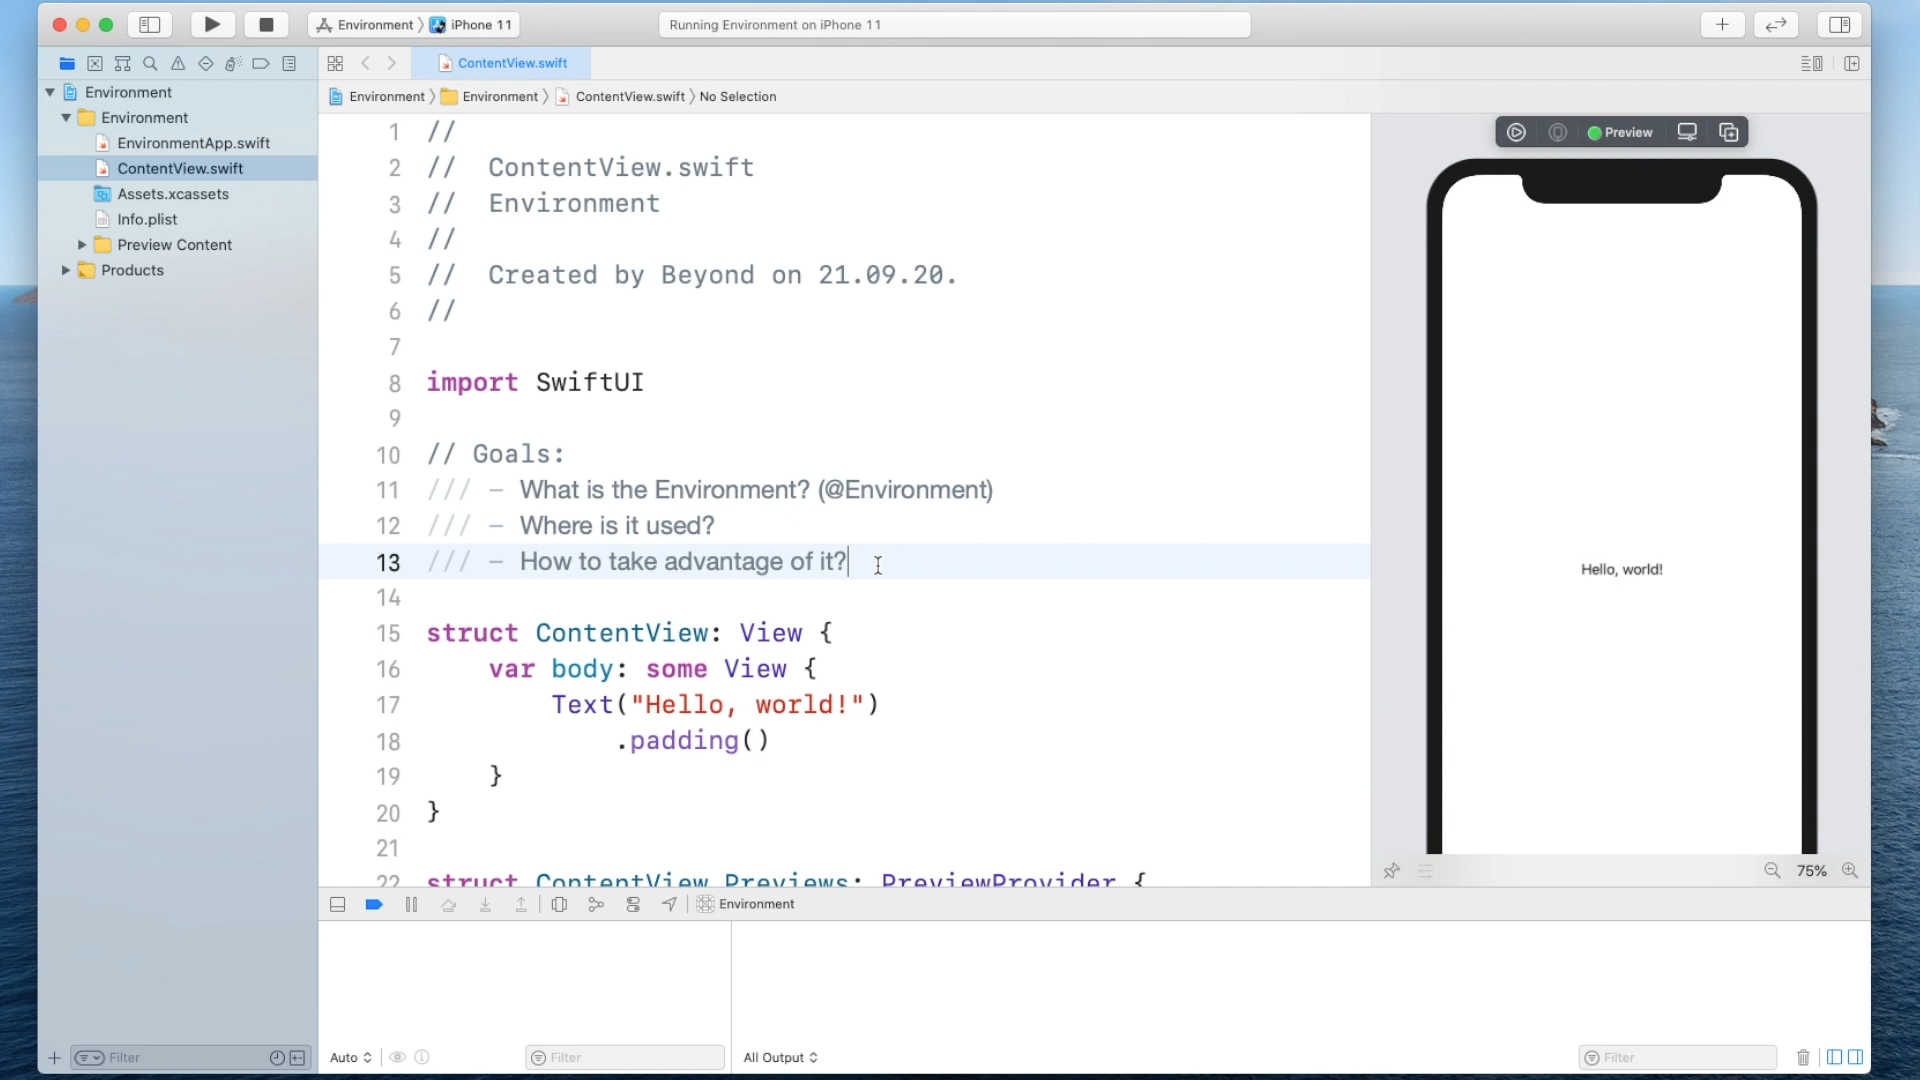 Environment
iPhone 11
Running Environment on iPhone 11
ContentView.swift
Environment
Environment
EnvironmentApp.swift
ContentView.swift
Assets.xcassets
Info.plist
Preview Content
Products
Environment
Environment
ContentView.swift
No Selection
1 //
2 // ContentView.swift
3 // Environment
4 //
5 // Created by Beyond on 21.09.20.
6 //
7
8 import SwiftUI
9
10 // Goals:
11 /// – What is the Environment? (@Environment)
12 /// – Where is it used?
13 /// – How to take advantage of it?
14
15 struct ContentView: View {
16 var body: some View {
17 Text("Hello, world!")
18 .padding()
19 }
20 }
21
22 struct ContentView_Previews: PreviewProvider {
Preview
Hello, world!
75%
Environment
Filter
Auto
Filter
All Output
Filter